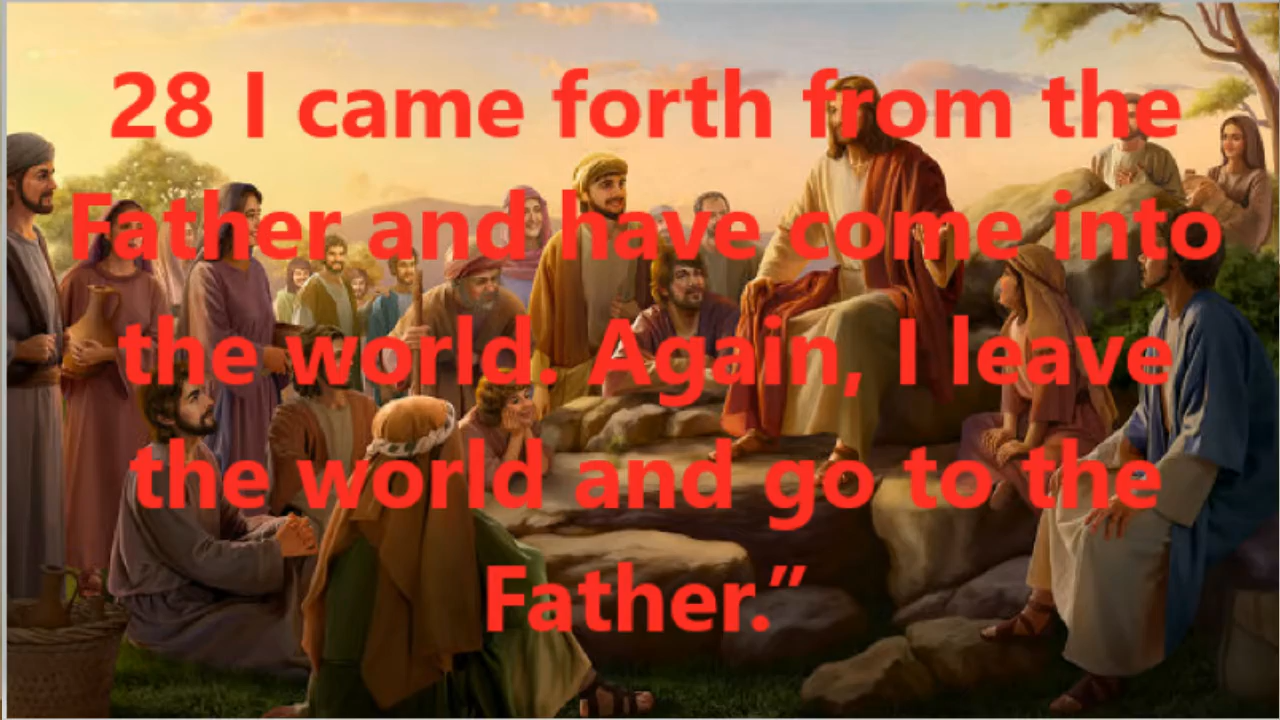 28 I came forth from the
Father and have come into
the world. Again, I leave
the world and go to the
Father.”